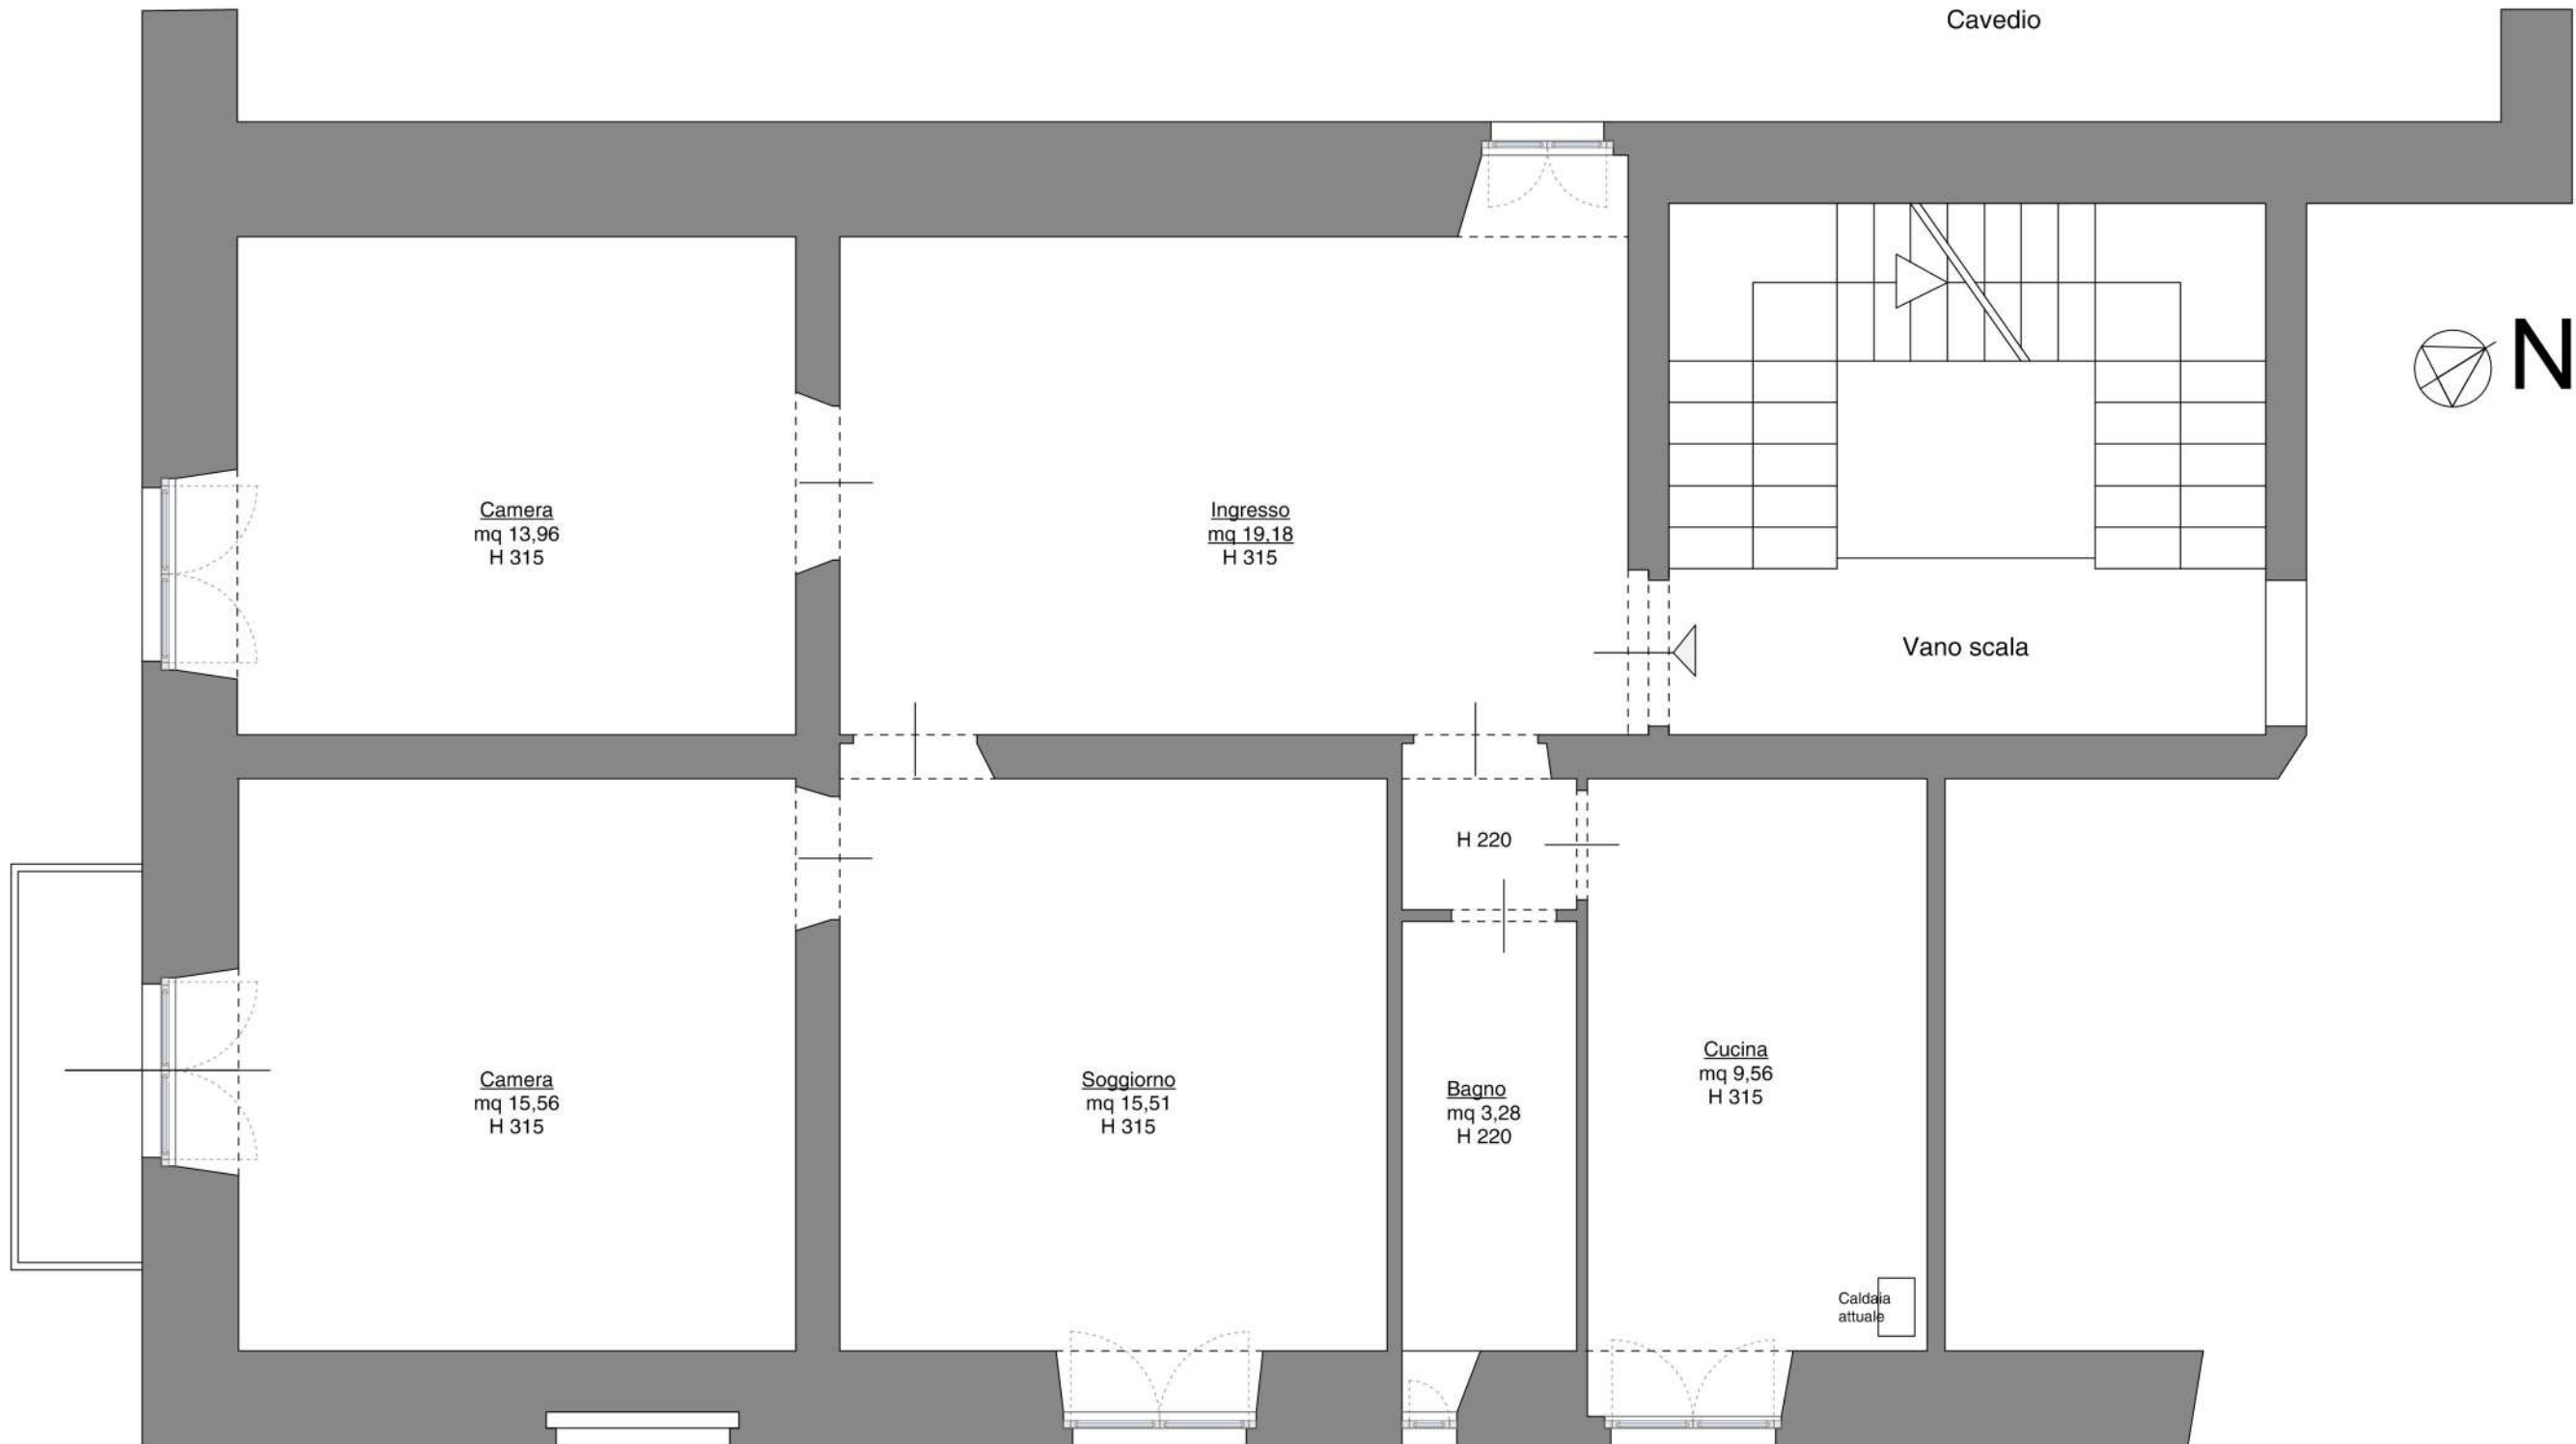 Cavedio
N
Camera
mq 13,96
H 315
Ingresso
mq 19,18
H 315
Vano scala
H 220
Camera
mq 15,56
H 315
Soggiorno
mq 15,51
H 315
Bagno
mq 3,28
H 220
Cucina
mq 9,56
H 315
Caldaia
attuale